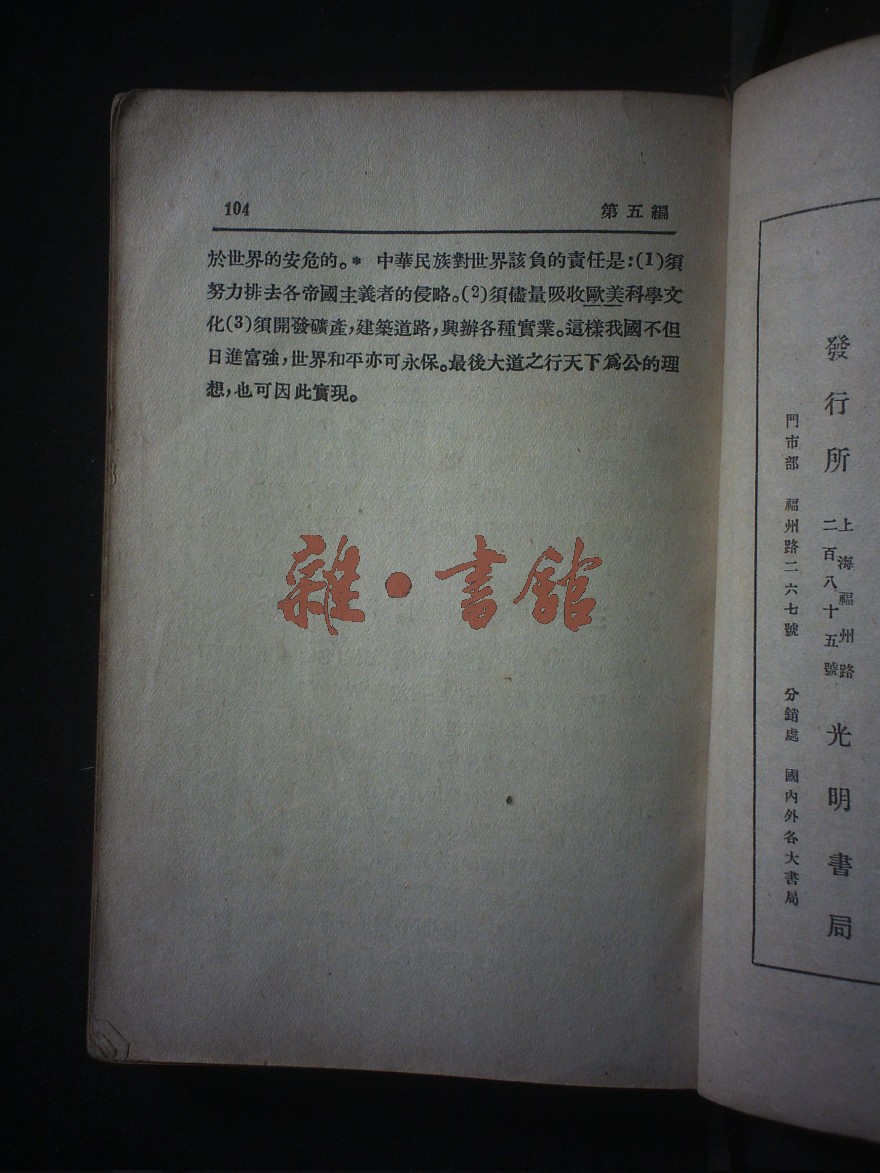 104
第五編
於世界的安危的。* 中華民族對世界該負的責任是:(1)須
努力排去各帝國主義者的侵略。(2)須儘量吸收歐美科學文
化(3)須開發礦產,建築道路,興辦各種實業。這樣我國不但
日進富強,世界和平亦可永保。最後大道之行天下爲公的理
想,也可因此實現。
雜·書館
發行所
上海福州路
二百八十五號
光明書局
門市部 福州路二六七號 分銷處 國內外各大書局